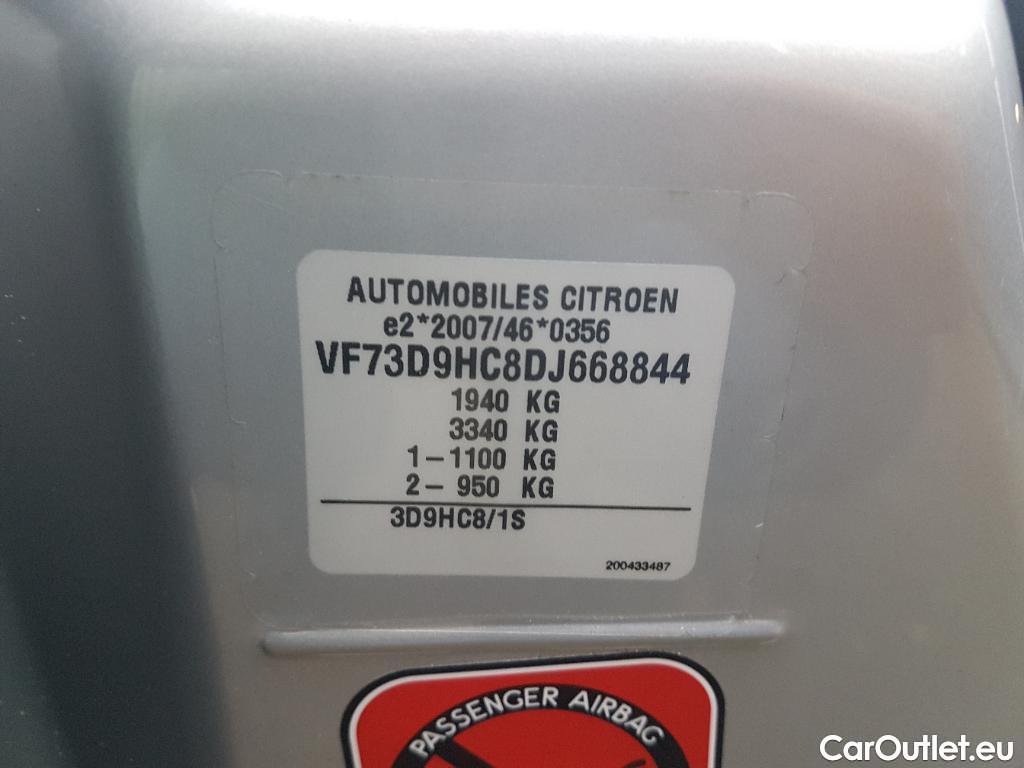 AUTOMOBILES CITROEN
e2*2007/46*0356
VF73D9HC8DJ668844
1940 KG
3340 KG
1-1100 KG
2- 950 KG
3D9HC8/1S
200433487
PASSENGER AIRBAG
CarOutlet.eu